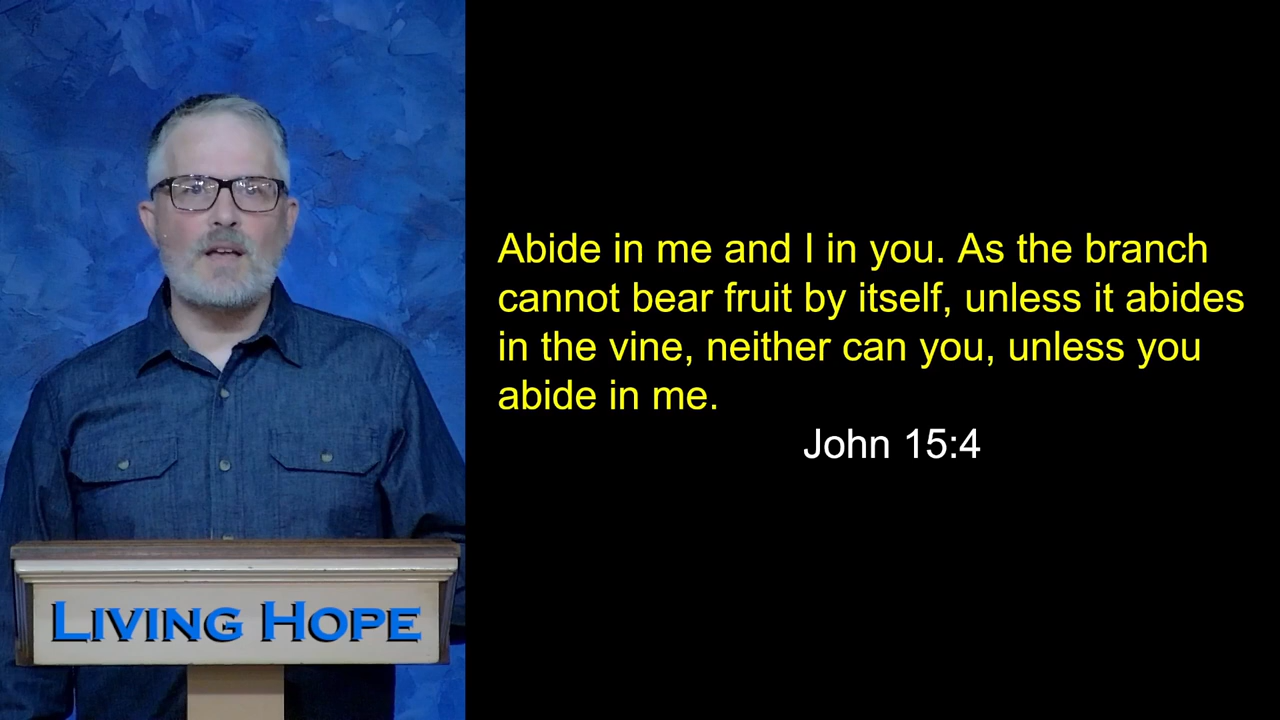 Abide in me and I in you. As the branch
cannot bear fruit by itself, unless it abides
in the vine, neither can you, unless you
abide in me.
John 15:4
LIVING HOPE